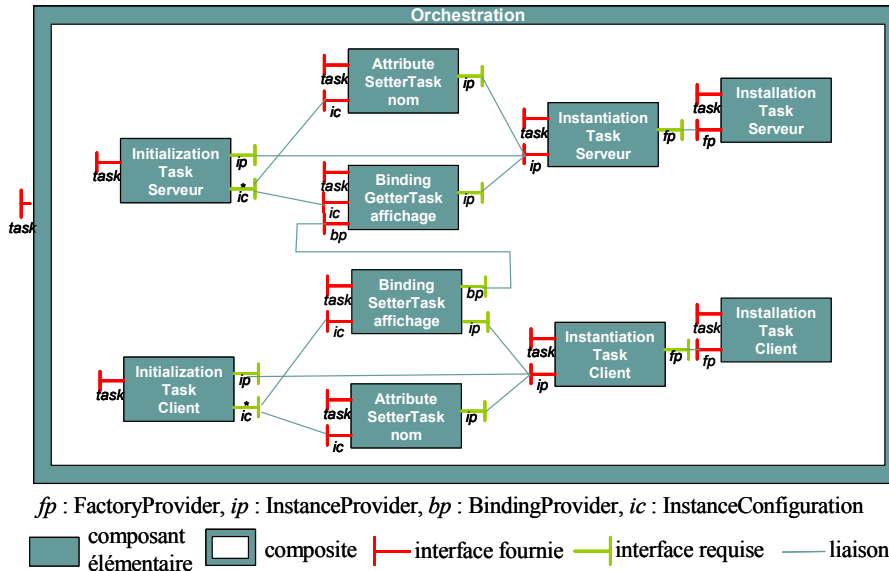 Orchestration
task
Attribute
SetterTask
nom
task
ic
ip
Instantiation
Task
Serveur
task
ip
fp
Installation
Task
Serveur
task
fp
Initialization
Task
Serveur
task
ip
*
ic
Binding
GetterTask
affichage
task
ic
bp
ip
Binding
SetterTask
affichage
task
ic
bp
ip
Instantiation
Task
Client
task
ip
fp
Installation
Task
Client
task
fp
Initialization
Task
Client
task
ip
*
ic
Attribute
SetterTask
nom
task
ic
ip
fp : FactoryProvider, ip : InstanceProvider, bp : BindingProvider, ic : InstanceConfiguration
composant
élémentaire
composite
interface fournie
interface requise
liaison